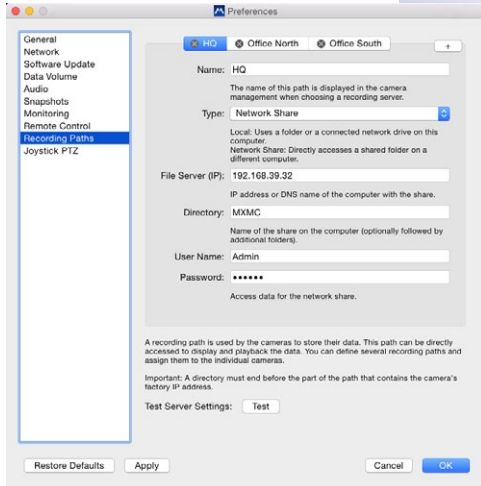 Preferences
General
Network
Software Update
Data Volume
Audio
Snapshots
Monitoring
Remote Control
Recording Paths
Joystick PTZ
HQ
Office North
Office South
+
Name: HQ
The name of this path is displayed in the camera
management when choosing a recording server.
Type: Network Share
Local: Uses a folder or a connected network drive on this
computer.
Network Share: Directly accesses a shared folder on a
different computer.
File Server (IP): 192.168.39.32
IP address or DNS name of the computer with the share.
Directory: MXMC
Name of the share on the computer (optionally followed by
additional folders).
User Name: Admin
Password: ••••••
Access data for the network share.
A recording path is used by the cameras to store their data. This path can be directly
accessed to display and playback the data. You can define several recording paths and
assign them to the individual cameras.
Important: A directory must end before the part of the path that contains the camera's
factory IP address.
Test Server Settings: Test
Restore Defaults Apply Cancel OK